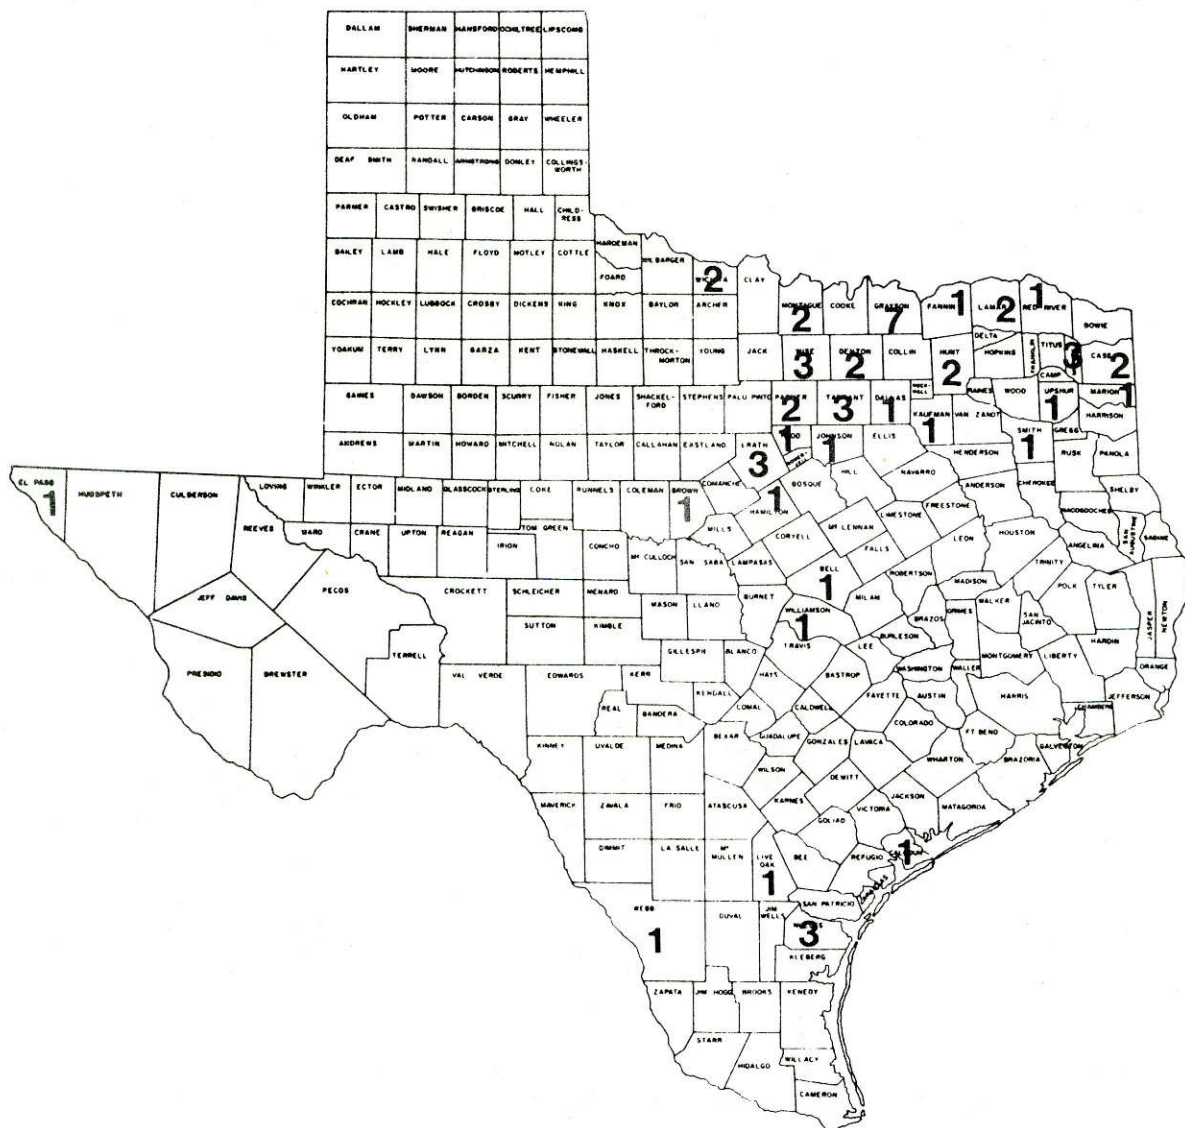 DALLAM SHERMAN HANSFORD OCHILTREE LIPSCOMB
HARTLEY MOORE HUTCHINSON ROBERTS HEMPHILL
OLDHAM POTTER CARSON GRAY WHEELER
DEAF SMITH RANDALL ARMSTRONG DONLEY COLLINGS-
WORTH
PARMER CASTRO SWISHER BRISCOE HALL CHILD-
RESS
BAILEY LAMB HALE FLOYD MOTLEY COTTLE
HARDEMAN
FOARD
WILBARGER
WICHITA
2
CLAY
MONTAGUE
2
COOKE
GRAYSON
7
FANNIN
1
LAMAR
2
RED RIVER
1
BOWIE
COCHRAN HOCKLEY LUBBOCK CROSBY DICKENS KING KNOX BAYLOR ARCHER
YOAKUM TERRY LYNN GARZA KENT STONEWALL HASKELL THROCK-
MORTON
YOUNG JACK
WISE
3
DENTON
2
COLLIN
HUNT
2
DELTA
HOPKINS
FRANKLIN
TITUS
3
CASS
2
CAMP
MARION
1
GAINES DAWSON BORDEN SCURRY FISHER JONES SHACKEL-
FORD
STEPHENS PALO PINTO
PARKER
2
TARRANT
3
DALLAS
1
ROCK-
WALL
KAUFMAN
1
VAN ZANDT
RAINES
WOOD
UPSHUR
1
HARRISON
GREGG
SMITH
1
ANDREWS MARTIN HOWARD MITCHELL NOLAN TAYLOR CALLAHAN EASTLAND
ERATH
3
HOOD
1
JOHNSON
1
ELLIS
HENDERSON
RUSK
PANOLA
EL PASO
1
HUDSPETH
CULBERSON
REEVES
LOVING WINKLER ECTOR MIDLAND GLASSCOCK STERLING COKE RUNNELS COLEMAN
BROWN
1
COMANCHE
HAMILTON
1
BOSQUE
HILL
NAVARRO
ANDERSON
CHEROKEE
SHELBY
NACOGDOCHES
SAN
AUGUSTINE
SABINE
WARD CRANE UPTON REAGAN
TOM GREEN
IRION
CONCHO
Mc CULLOCH
SAN SABA
MILLS
LAMPASAS
CORYELL
Mc LENNAN
LIMESTONE
FREESTONE
FALLS
LEON
HOUSTON
ANGELINA
TRINITY
JEFF DAVIS
PECOS
CROCKETT
SCHLEICHER
MENARD
MASON
LLANO
BURNET
BELL
1
MILAM
ROBERTSON
MADISON
WALKER
POLK
TYLER
JASPER
NEWTON
SAN
JACINTO
HARDIN
PRESIDIO
BREWSTER
TERRELL
SUTTON
KIMBLE
WILLIAMSON
1
TRAVIS
LEE
BURLESON
BRAZOS
GRIMES
MONTGOMERY
LIBERTY
ORANGE
VAL VERDE
EDWARDS
KERR
GILLESPIE
BLANCO
HAYS
BASTROP
WASHINGTON
WALLER
JEFFERSON
REAL
BANDERA
KENDALL
COMAL
CALDWELL
FAYETTE
AUSTIN
HARRIS
CHAMBERS
KINNEY
UVALDE
MEDINA
BEXAR
GUADALUPE
GONZALES
LAVACA
COLORADO
FT BEND
GALVESTON
BRAZORIA
WHARTON
WILSON
DEWITT
MAVERICK
ZAVALA
FRIO
ATASCUSA
KARNES
JACKSON
VICTORIA
MATAGORDA
GOLIAD
DIMMIT
LA SALLE
Mc
MULLEN
LIVE
OAK
1
BEE
REFUGIO
CALHOUN
1
SAN PATRICIO
WEBB
1
DUVAL
JIM
WELLS
3
KLEBERG
ZAPATA
JIM HOGG
BROOKS
KENEDY
STARR
HIDALGO
WILLACY
CAMERON